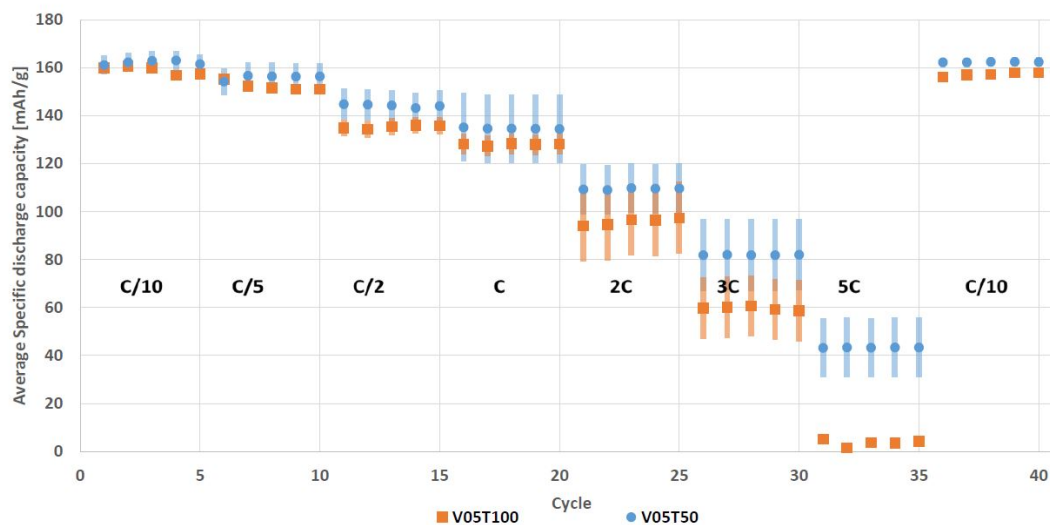 180
160
140
120
100
80
60
40
20
0
Average Specific discharge capacity [mAh/g]
C/10 C/5 C/2 C 2C 3C 5C C/10
0 5 10 15 20 25 30 35 40
Cycle
V05T100 V05T50